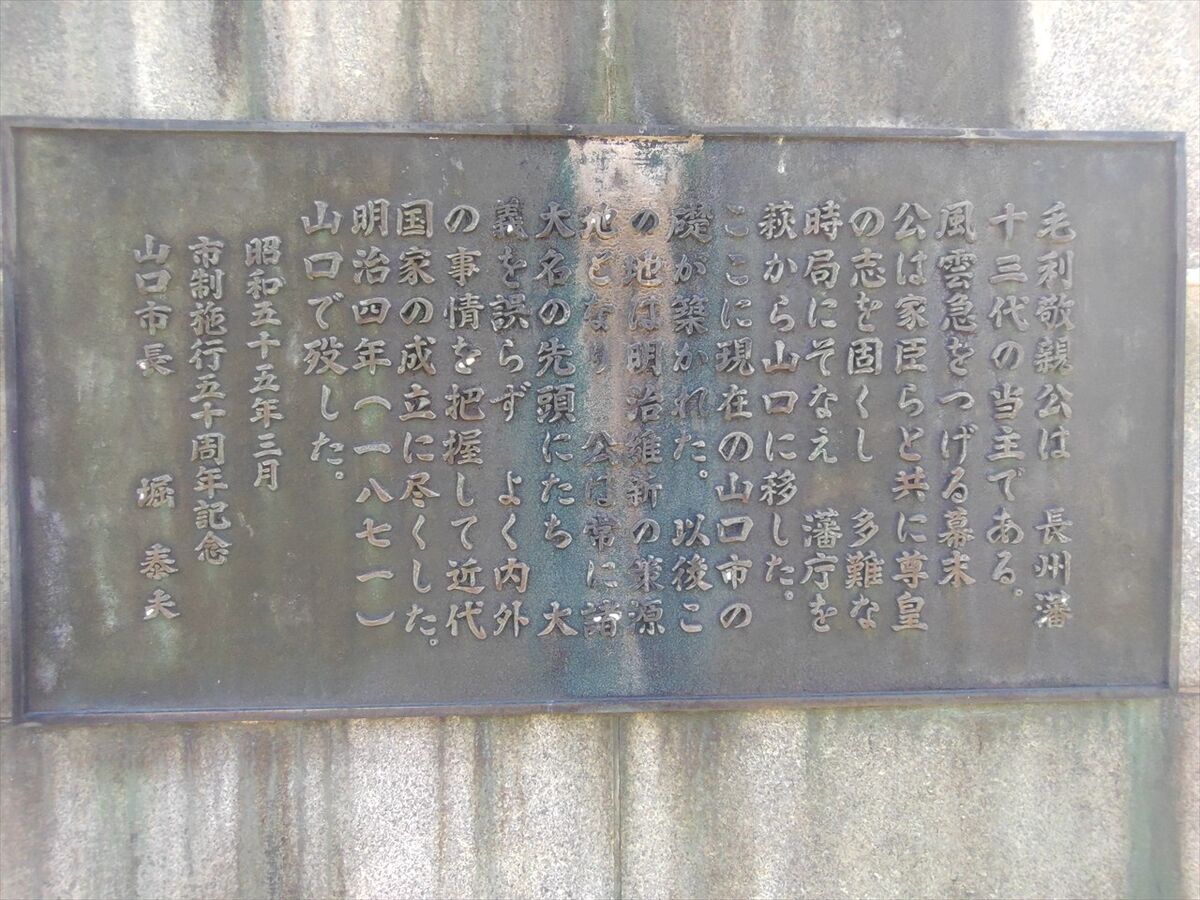 毛利敬親公は　長州藩
十三代の当主である。
風雲急をつげる幕末
公は家臣らと共に尊皇
の志を固くし　多難な
時局にそなえ　藩庁を
萩から山口に移した。
ここに現在の山口市の
礎が築かれた。　以後こ
の地は明治維新の策源
地となり　公は常に諸
大名の先頭にたち　大
義を誤らず　よく内外
の事情を把握して近代
国家の成立に尽くした。
明治四年（一八七一）
山口で歿した。
昭和五十五年三月
市制施行五十周年記念
山口市長　堀　泰夫